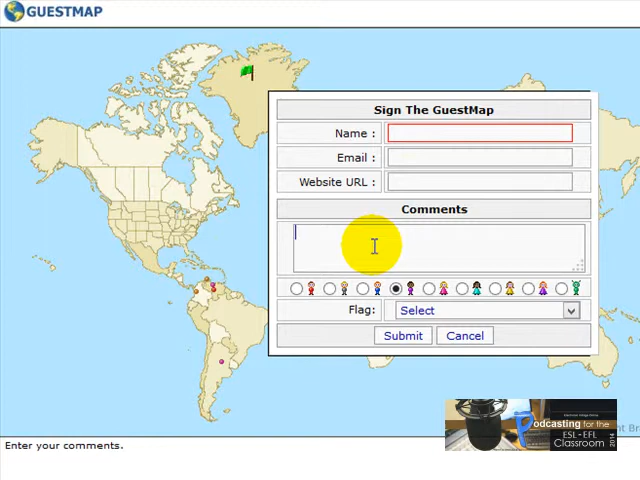 GUESTMAP
Sign The GuestMap
Name :
Email :
Website URL :
Comments
Flag:
Select
Submit
Cancel
Podcasting for the
ESL-EFL
Classroom
2014
Enter your comments.